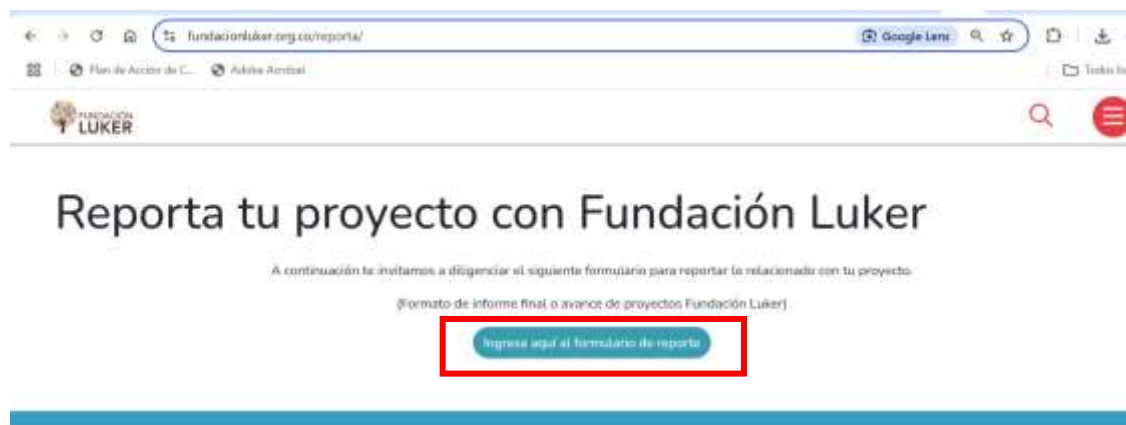 fundacionluker.org.co/reporta/
Google Lens
Plan de Acción de C...
Adobe Acrobat
FUNDACIÓN
LUKER
Reporta tu proyecto con Fundación Luker
A continuación te invitamos a diligenciar el siguiente formulario para reportar lo relacionado con tu proyecto.
(Formato de informe final o avance de proyectos Fundación Luker)
Ingresa aquí al formulario de reporte